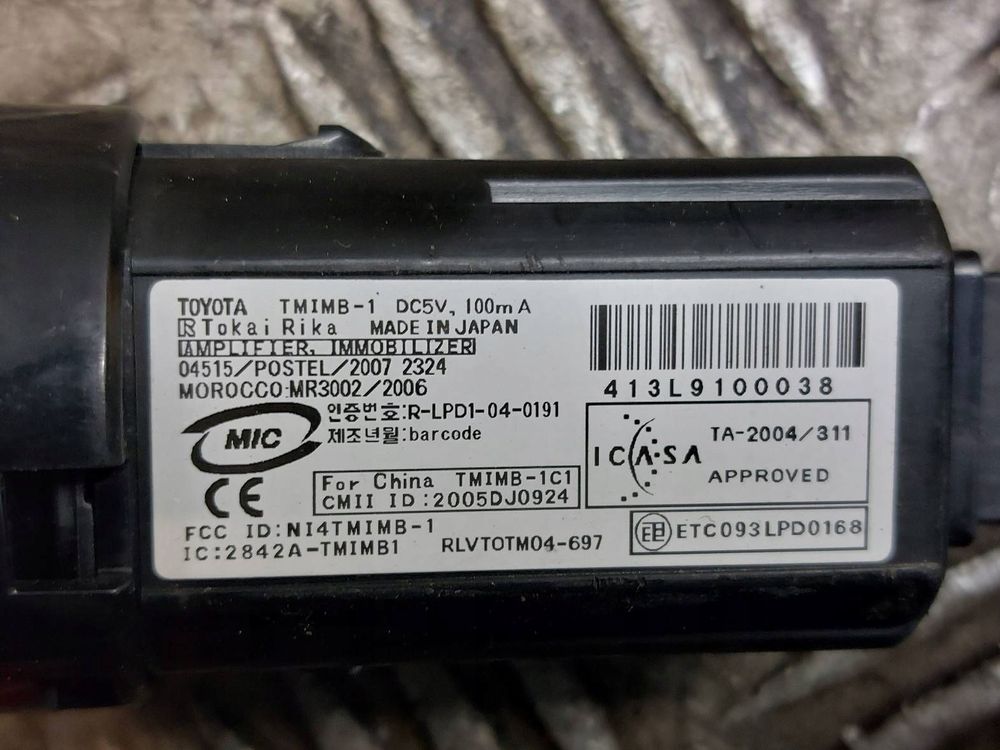 TOYOTA TMIMB-1 DC5V, 100mA
R Tokai Rika MADE IN JAPAN
AMPLIFIER, IMMOBILIZER
04515/POSTEL/2007 2324
MOROCCO:MR3002/2006
MIC
인증번호:R-LPD1-04-0191
제조년월:barcode
CE
For China TMIMB-1C1
CMII ID:2005DJ0924
FCC ID:NI4TMIMB-1
IC:2842A-TMIMB1 RLVTOTM04-697
413L9100038
ICASA TA-2004/311
APPROVED
ETC093LPD0168